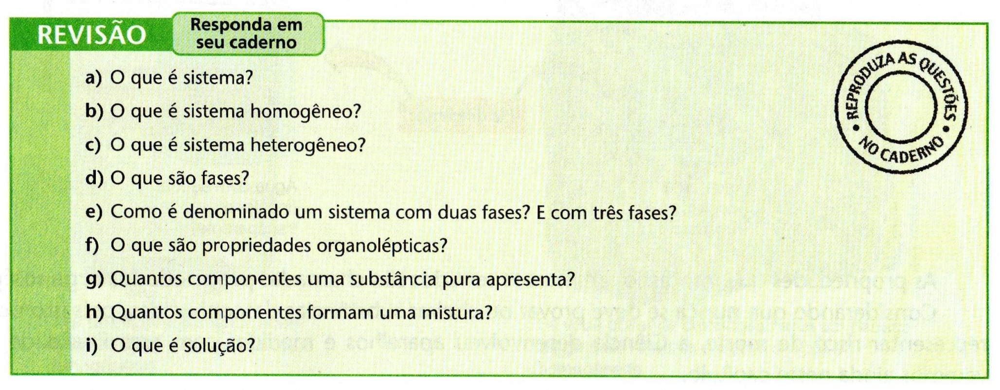 REVISÃO
Responda em
seu caderno
REPRODUZA AS QUESTÕES
• NO CADERNO •
a) O que é sistema?
b) O que é sistema homogêneo?
c) O que é sistema heterogêneo?
d) O que são fases?
e) Como é denominado um sistema com duas fases? E com três fases?
f) O que são propriedades organolépticas?
g) Quantos componentes uma substância pura apresenta?
h) Quantos componentes formam uma mistura?
i) O que é solução?